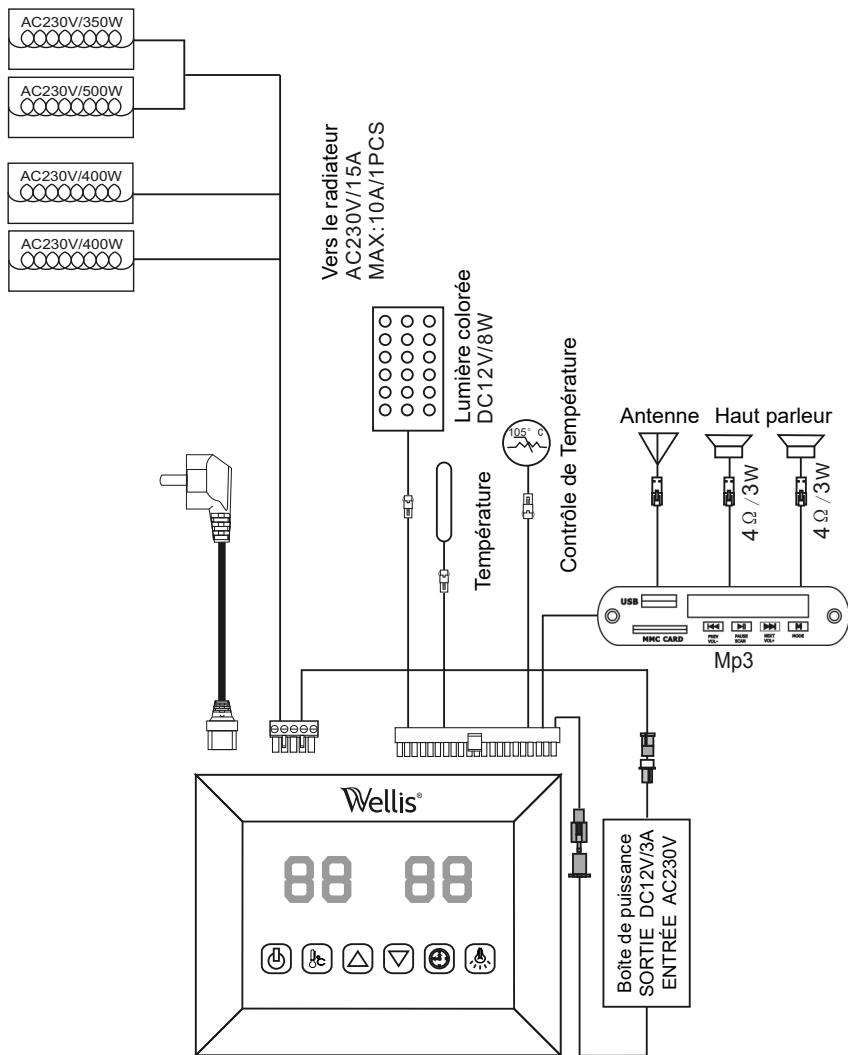 AC230V/350W
AC230V/500W
AC230V/400W
AC230V/400W
Vers le radiateur
AC230V/15A
MAX:10A/1PCS
Lumière colorée
DC12V/8W
Température
105° C
Contrôle de Température
Antenne
Haut parleur
4 Ω/3W
4 Ω/3W
USB
MMC CARD
PREV
VOL-
PAUSE
SCAN
NEXT
VOL+
M
MODE
Mp3
Wellis®
88 88
°C
Boîte de puissance
SORTIE DC12V/3A
ENTRÉE AC230V